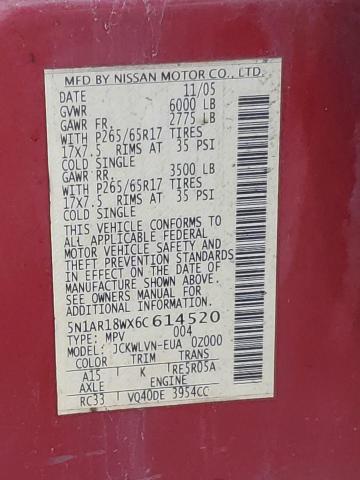 MFD BY NISSAN MOTOR CO., LTD.
DATE 11/05
GVWR 6000 LB
GAWR FR. 2775 LB
WITH P265/65R17 TIRES
17X7.5 RIMS AT 35 PSI
COLD SINGLE
GAWR RR. 3500 LB
WITH P265/65R17 TIRES
17X7.5 RIMS AT 35 PSI
COLD SINGLE
THIS VEHICLE CONFORMS TO
ALL APPLICABLE FEDERAL
MOTOR VEHICLE SAFETY AND
THEFT PREVENTION STANDARDS
IN EFFECT ON THE DATE OF
MANUFACTURE SHOWN ABOVE.
SEE OWNERS MANUAL FOR
ADDITIONAL INFORMATION
5N1AR18WX6C614520
TYPE: MPV 004
MODEL: JCKWLVN-EUA 0Z000
COLOR TRIM TRANS
A15 K RE5R05A
AXLE ENGINE
RC33 VQ40DE 3954CC